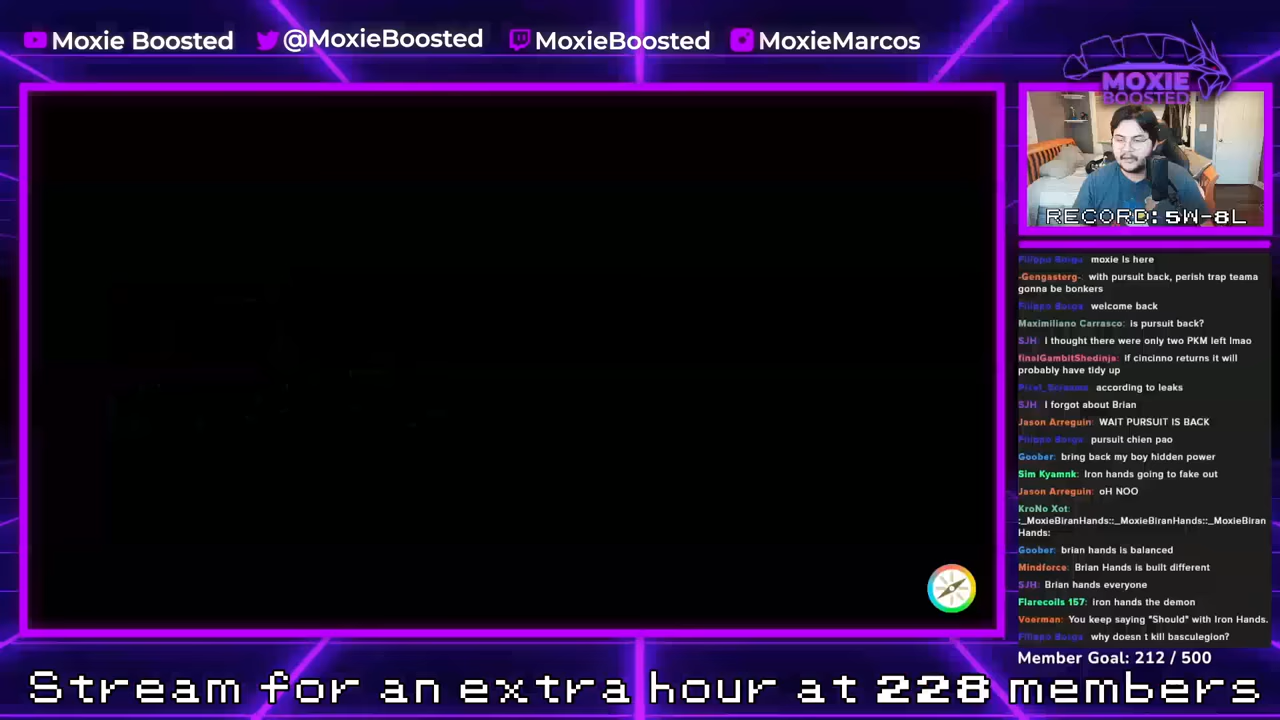 Moxie Boosted @MoxieBoosted MoxieBoosted MoxieMarcos
MOXIE
BOOSTED
RECORD: 5W-8L
moxie is here
-Gengasterg-: with pursuit back, perish trap teama
gonna be bonkers
welcome back
Maximiliano Carrasco: is pursuit back?
SJH: I thought there were only two PKM left lmao
finalGambitShedinja: if cincinno returns it will
probably have tidy up
according to leaks
SJH: I forgot about Brian
Jason Arreguin: WAIT PURSUIT IS BACK
pursuit chien pao
Goober: bring back my boy hidden power
Sim Kyamnk: Iron hands going to fake out
Jason Arreguin: oH NOO
KroNo Xot:
:_MoxieBiranHands::_MoxieBiranHands::_MoxieBiran
Hands:
Goober: brian hands is balanced
Mindforce: Brian Hands is built different
SJH: Brian hands everyone
Flarecolls 157: iron hands the demon
Voerman: You keep saying "Should" with Iron Hands.
why doesn t kill basculegion?
Member Goal: 212 / 500
Stream for an extra hour at 228 members